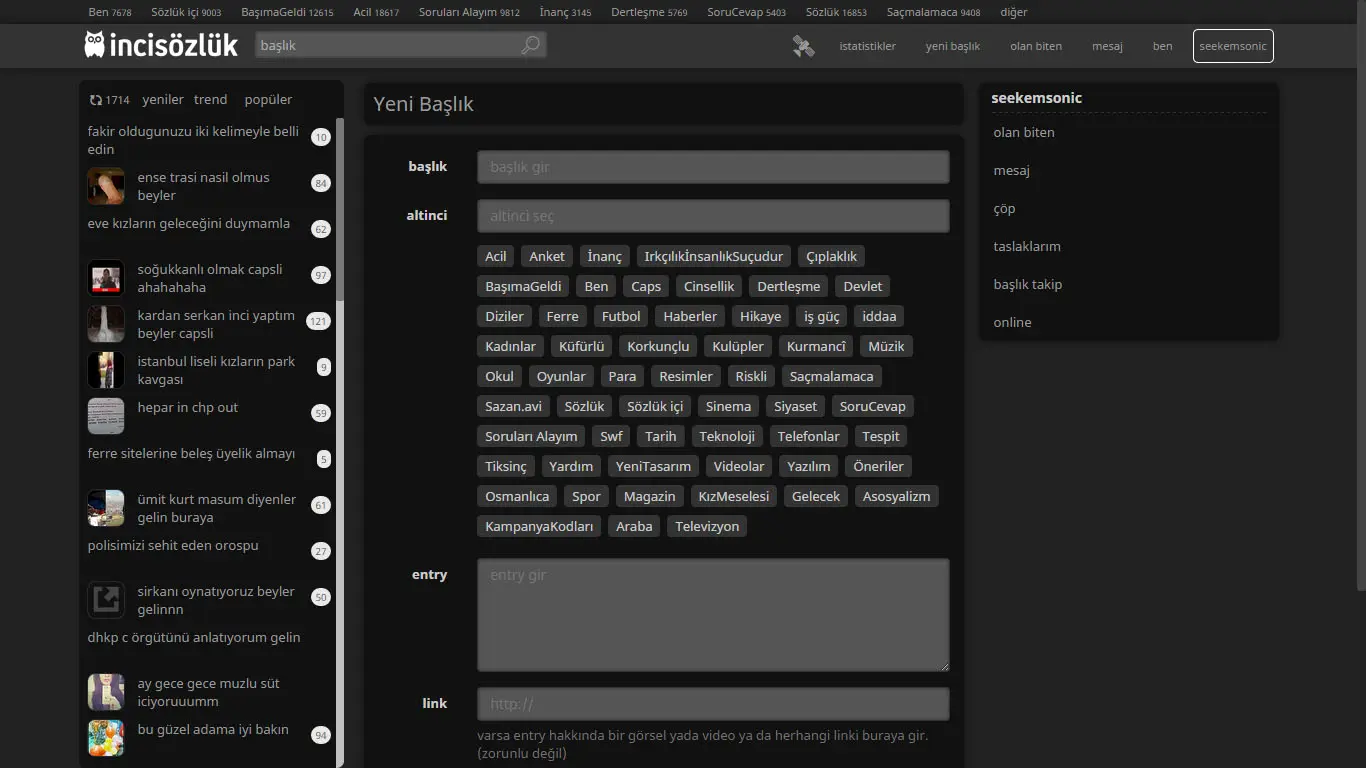 Ben 7678 Sözlük içi 9003 BaşımaGeldi 12615 Acil 18617 Soruları Alayım 9812 İnanç 3145 Dertleşme 5769 SoruCevap 5403 Sözlük 16853 Saçmalamaca 9408 diğer
incisözlük başlık istatistikler yeni başlık olan biten mesaj ben seekemsonic
1714 yeniler trend popüler
fakir oldugunuzu iki kelimeyle belli
edin 10
ense trasi nasil olmus
beyler 84
eve kızların geleceğini duymamla 62
soğukkanlı olmak capsli
ahahahaha 97
kardan serkan inci yaptım
beyler capsli 121
istanbul liseli kızların park
kavgası 9
hepar in chp out 59
ferre sitelerine beleş üyelik almayı 5
ümit kurt masum diyenler
gelin buraya 61
polisimizi sehit eden orospu 27
sirkanı oynatıyoruz beyler
gelinnn 50
dhkp c örgütünü anlatıyorum gelin
ay gece gece muzlu süt
iciyoruuumm
bu güzel adama iyi bakın 94
Yeni Başlık
başlık başlık gir
altinci altinci seç
Acil Anket İnanç IrkçılıkİnsanlıkSuçudur Çıplaklık
BaşımaGeldi Ben Caps Cinsellik Dertleşme Devlet
Diziler Ferre Futbol Haberler Hikaye iş güç iddaa
Kadınlar Küfürlü Korkunçlu Kulüpler Kurmancî Müzik
Okul Oyunlar Para Resimler Riskli Saçmalamaca
Sazan.avi Sözlük Sözlük içi Sinema Siyaset SoruCevap
Soruları Alayım Swf Tarih Teknoloji Telefonlar Tespit
Tiksinç Yardım YeniTasarım Videolar Yazılım Öneriler
Osmanlıca Spor Magazin KızMeselesi Gelecek Asosyalizm
KampanyaKodları Araba Televizyon
entry entry gir
link http://
varsa entry hakkında bir görsel yada video ya da herhangi linki buraya gir.
(zorunlu değil)
seekemsonic
olan biten
mesaj
çöp
taslaklarım
başlık takip
online